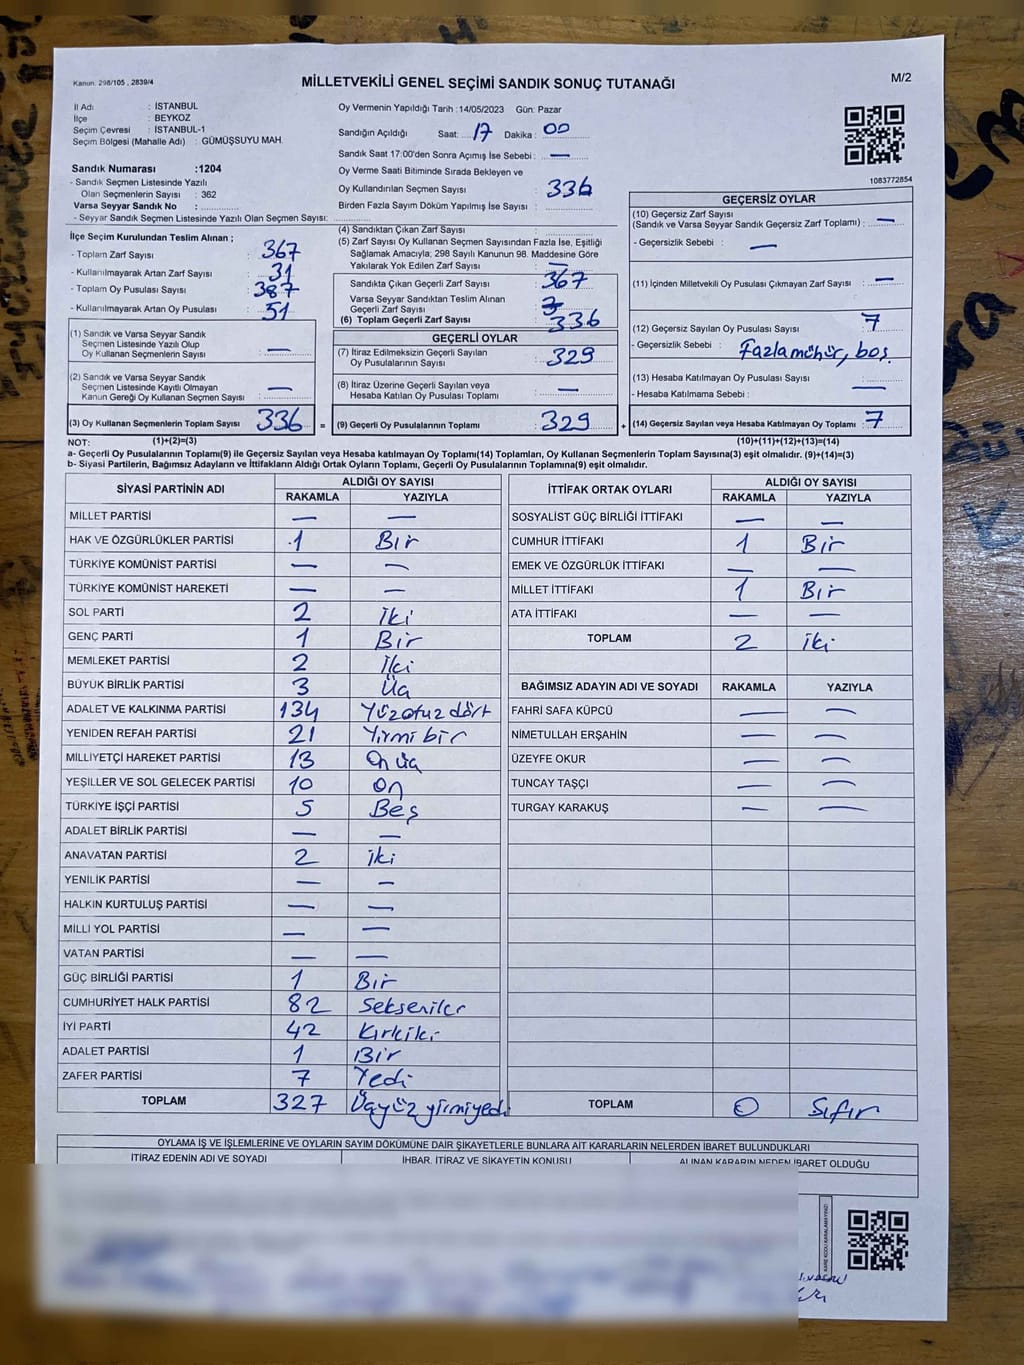 Kanun: 298/105 , 2839/4
MİLLETVEKİLİ GENEL SEÇİMİ SANDIK SONUÇ TUTANAĞI
M/2
İl Adı : İSTANBUL
İlçe : BEYKOZ
Seçim Çevresi : İSTANBUL-1
Seçim Bölgesi (Mahalle Adı) : GÜMÜŞSUYU MAH.
Sandık Numarası :1204
- Sandık Seçmen Listesinde Yazılı
Olan Seçmenlerin Sayısı : 362
Varsa Seyyar Sandık No :
- Seyyar Sandık Seçmen Listesinde Yazılı Olan Seçmen Sayısı:
Oy Vermenin Yapıldığı Tarih :14/05/2023 Gün: Pazar
Sandığın Açıldığı Saat: 17 Dakika : 00
Sandık Saat 17:00'den Sonra Açımış İse Sebebi : —
Oy Verme Saati Bitiminde Sırada Bekleyen ve
Oy Kullandırılan Seçmen Sayısı : 336
Birden Fazla Sayım Döküm Yapılmış İse Sayısı :
1083772854
İlçe Seçim Kurulundan Teslim Alınan ;
- Toplam Zarf Sayısı : 367
- Kullanılmayarak Artan Zarf Sayısı : 31
- Toplam Oy Pusulası Sayısı : 387
- Kullanılmayarak Artan Oy Pusulası : 51
(1) Sandık ve Varsa Seyyar Sandık
Seçmen Listesinde Yazılı Olup
Oy Kullanan Seçmenlerin Sayısı : —
(2) Sandık ve Varsa Seyyar Sandık
Seçmen Listesinde Kayıtlı Olmayan
Kanun Gereği Oy Kullanan Seçmen Sayısı : —
(3) Oy Kullanan Seçmenlerin Toplam Sayısı : 336 =
(4) Sandıktan Çıkan Zarf Sayısı :
(5) Zarf Sayısı Oy Kullanan Seçmen Sayısından Fazla İse, Eşitliği
Sağlamak Amacıyla; 298 Sayılı Kanunun 98. Maddesine Göre
Yakılarak Yok Edilen Zarf Sayısı : —
Sandıkta Çıkan Geçerli Zarf Sayısı : 367
Varsa Seyyar Sandıktan Teslim Alınan
Geçerli Zarf Sayısı :
(6) Toplam Geçerli Zarf Sayısı : 336
GEÇERLİ OYLAR
(7) İtiraz Edilmeksizin Geçerli Sayılan
Oy Pusulasının Sayısı : 329
(8) İtiraz Üzerine Geçerli Sayılan veya
Hesaba Katılan Oy Pusulası Toplamı : —
(9) Geçerli Oy Pusulalarının Toplamı : 329 +
GEÇERSİZ OYLAR
(10) Geçersiz Zarf Sayısı
(Sandık ve Varsa Seyyar Sandık Geçersiz Zarf Toplamı) : —
- Geçersizlik Sebebi : —
(11) İçinden Milletvekili Oy Pusulası Çıkmayan Zarf Sayısı : —
(12) Geçersiz Sayılan Oy Pusulası Sayısı : 7
- Geçersizlik Sebebi : Fazla mühür, boş
(13) Hesaba Katılmayan Oy Pusulası Sayısı : —
- Hesaba Katılmama Sebebi :
(14) Geçersiz Sayılan veya Hesaba Katılmayan Oy Toplamı : 7
NOT: (1)+(2)=(3) (10)+(11)+(12)+(13)=(14)
a- Geçerli Oy Pusulasının Toplamı(9) ile Geçersiz Sayılan veya Hesaba katılmayan Oy Toplamı(14) Toplamları, Oy Kullanan Seçmenlerin Toplam Sayısına(3) eşit olmalıdır. (9)+(14)=(3)
b- Siyasi Partilerin, Bağımsız Adayların ve İttifakların Aldığı Ortak Oyların Toplamı, Geçerli Oy Pusulalarının Toplamına(9) eşit olmalıdır.
SİYASİ PARTİNİN ADI ALDIĞI OY SAYISI
RAKAMLA YAZIYLA
MİLLET PARTİSİ — —
HAK VE ÖZGÜRLÜKLER PARTİSİ 1 Bir
TÜRKİYE KOMÜNİST PARTİSİ — —
TÜRKİYE KOMÜNİST HAREKETİ — —
SOL PARTİ 2 İki
GENÇ PARTİ 1 Bir
MEMLEKET PARTİSİ 2 İki
BÜYÜK BİRLİK PARTİSİ 3 Üç
ADALET VE KALKINMA PARTİSİ 134 Yüzotuz dört
YENİDEN REFAH PARTİSİ 21 Yirmi bir
MİLLİYETÇİ HAREKET PARTİSİ 13 On üç
YEŞİLLER VE SOL GELECEK PARTİSİ 10 On
TÜRKİYE İŞÇİ PARTİSİ 5 Beş
ADALET BİRLİK PARTİSİ — —
ANAVATAN PARTİSİ 2 iki
YENİLİK PARTİSİ — —
HALKIN KURTULUŞ PARTİSİ — —
MİLLİ YOL PARTİSİ — —
VATAN PARTİSİ — —
GÜÇ BİRLİĞİ PARTİSİ 1 Bir
CUMHURİYET HALK PARTİSİ 82 Sekseniki
İYİ PARTİ 42 Kırkiki
ADALET PARTİSİ 1 Bir
ZAFER PARTİSİ 7 Yedi
TOPLAM 327 Üçyüz yirmiyedi
İTTİFAK ORTAK OYLARI ALDIĞI OY SAYISI
RAKAMLA YAZIYLA
SOSYALİST GÜÇ BİRLİĞİ İTTİFAKI — —
CUMHUR İTTİFAKI 1 Bir
EMEK VE ÖZGÜRLÜK İTTİFAKI — —
MİLLET İTTİFAKI 1 Bir
ATA İTTİFAKI — —
TOPLAM 2 iki
BAĞIMSIZ ADAYIN ADI VE SOYADI RAKAMLA YAZIYLA
FAHRİ SAFA KÜPCÜ — —
NİMETULLAH ERŞAHİN — —
ÜZEYFE OKUR — —
TUNCAY TAŞÇI — —
TURGAY KARAKUŞ — —
TOPLAM 0 Sıfır
OYLAMA İŞ VE İŞLEMLERİNE VE OYLARIN SAYIM DÖKÜMÜNE DAİR ŞİKAYETLERLE BUNLARA AİT KARARLARIN NELERDEN İBARET BULUNDUKLARI
İTİRAZ EDENİN ADI VE SOYADI İHBAR, İTİRAZ VE ŞİKAYETİN KONUSU ALINAN KARARIN NEDEN İBARET OLDUĞU